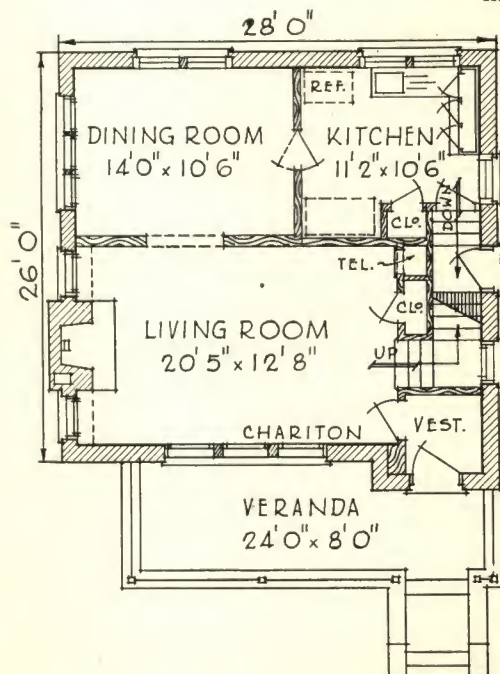 28' 0"
REF.
DINING ROOM
14'0" x 10'6"
KITCHEN
11'2" x 10'6
DOWN
CLO.
26' 0"
TEL.
CLO.
LIVING ROOM
20' 5" x 12' 8"
UP
CHARITON
VEST.
VERANDA
24' 0" x 8' 0"